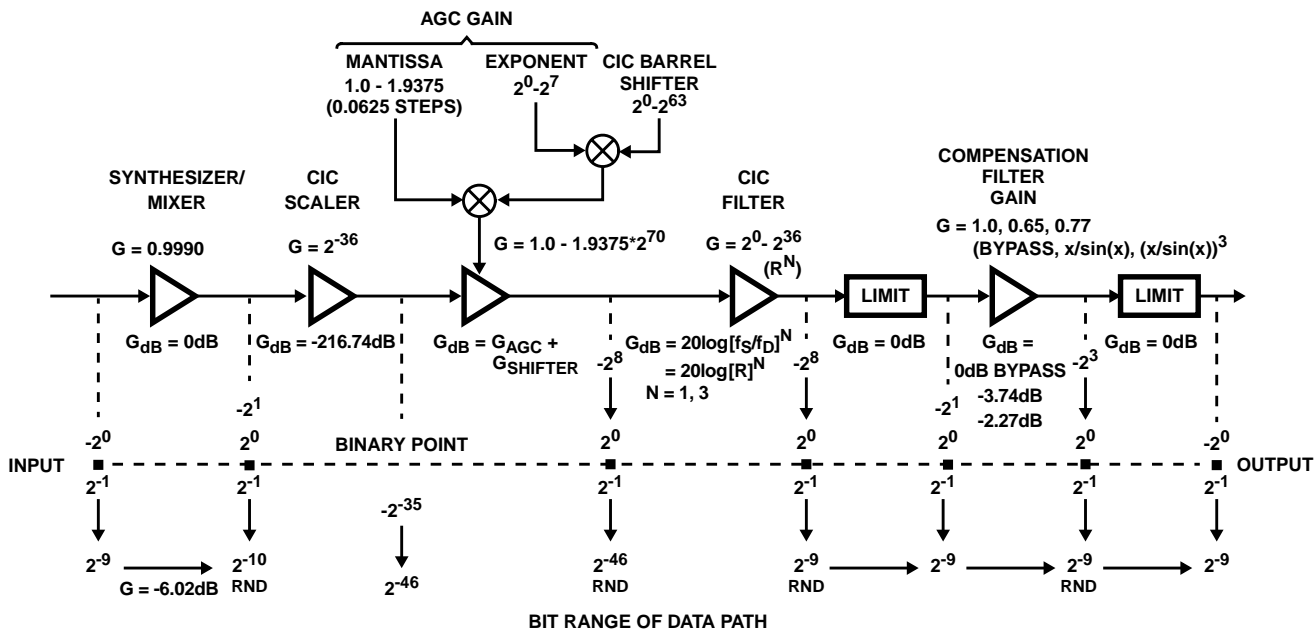 AGC GAIN
MANTISSA
1.0 - 1.9375
(0.0625 STEPS)
EXPONENT
2^0-2^7
CIC BARREL
SHIFTER
2^0-2^63
SYNTHESIZER/
MIXER
G = 0.9990
G_dB = 0dB
CIC
SCALER
G = 2^-36
G_dB = -216.74dB
G = 1.0 - 1.9375*2^70
G_dB = G_AGC +
G_SHIFTER
CIC
FILTER
G = 2^0- 2^36
(R^N)
G_dB = 20log[f_S/f_D]^N
= 20log[R]^N
N = 1, 3
LIMIT
G_dB = 0dB
COMPENSATION
FILTER
GAIN
G = 1.0, 0.65, 0.77
(BYPASS, x/sin(x), (x/sin(x))^3
G_dB =
0dB BYPASS
-3.74dB
-2.27dB
LIMIT
G_dB = 0dB
-2^8
-2^8
-2^3
-2^1
-2^1
-2^0
2^0
BINARY POINT
2^0
2^0
2^0
2^0
-2^0
INPUT
OUTPUT
2^-1
2^-1
2^-1
2^-1
2^-1
2^-1
2^-1
-2^-35
2^-9
G = -6.02dB
2^-10
RND
2^-46
2^-46
RND
2^-9
RND
2^-9
2^-9
RND
2^-9
BIT RANGE OF DATA PATH